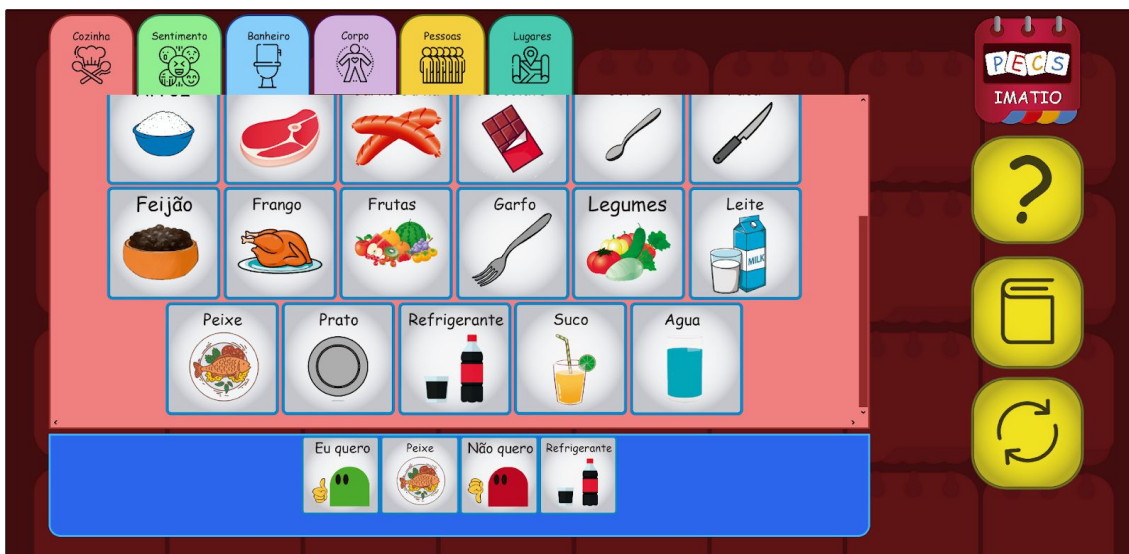 Cozinha
Sentimento
Banheiro
Corpo
Pessoas
Lugares
PECS
IMATIO
Feijão
Frango
Frutas
Garfo
Legumes
Leite
MILK
Peixe
Prato
Refrigerante
Suco
Agua
Eu quero
Peixe
Não quero
Refrigerante
?